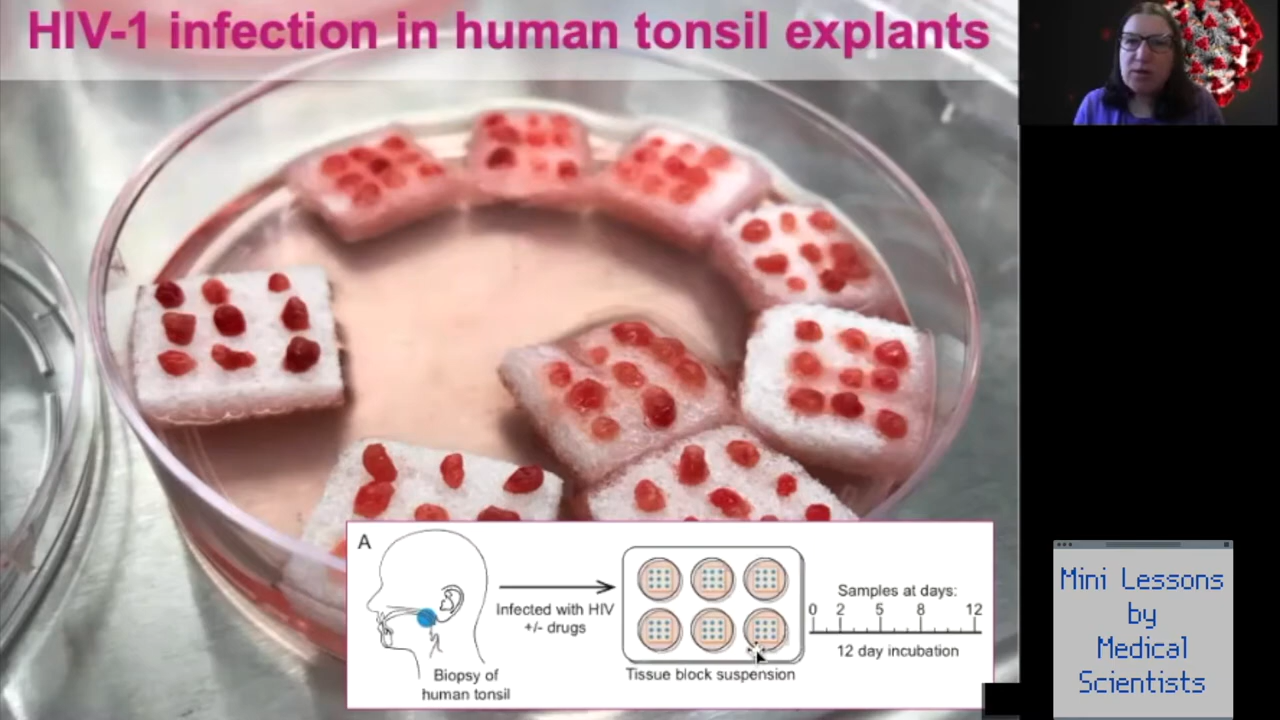 HIV-1 infection in human tonsil explants
A
Infected with HIV
+/- drugs
Biopsy of
human tonsil
Tissue block suspension
Samples at days:
0 2 5 8 12
12 day incubation
Mini Lessons
by
Medical
Scientists